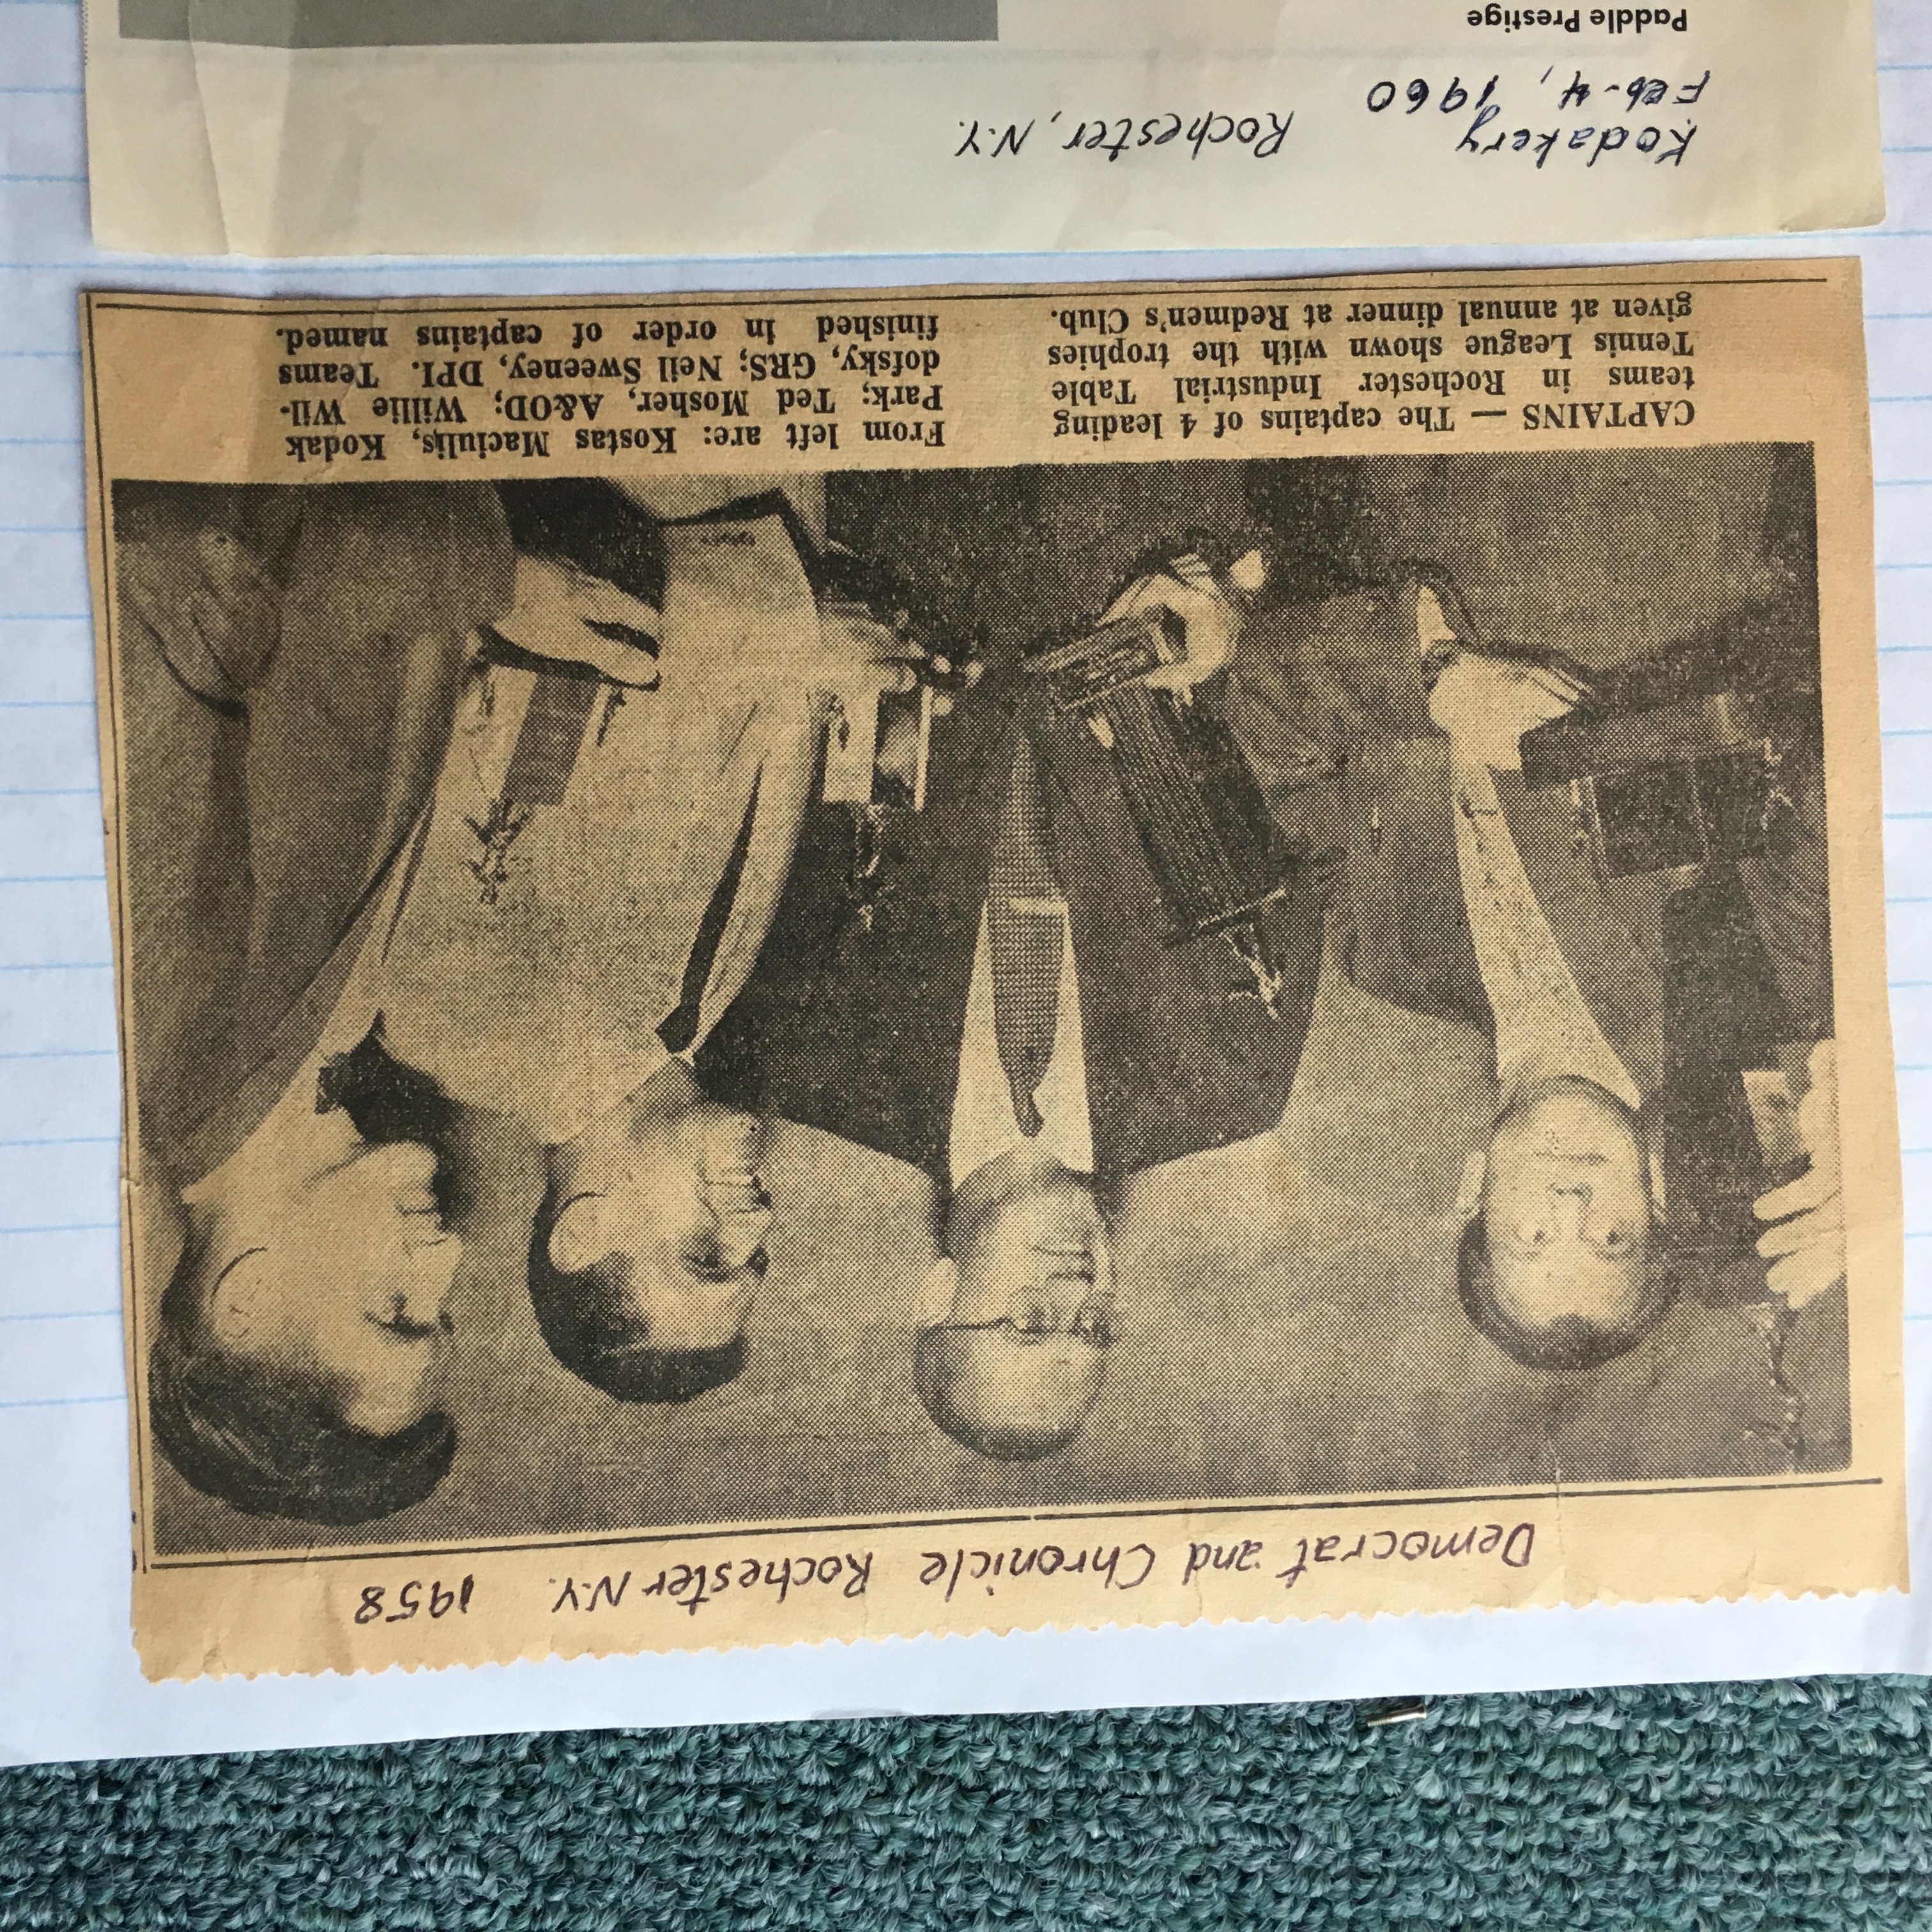 Democrat and Chronicle Rochester N.Y. 1958
CAPTAINS — The captains of 4 leading
teams in Rochester Industrial Table
Tennis League shown with the trophies
given at annual dinner at Redmen's Club.
From left are: Kostas Maciulis, Kodak
Park; Ted Mosher, A&OD; Willie Wil-
dofsky, GRS; Neil Sweeney, DPI. Teams
finished in order of captains named.
Kodakery Rochester, N.Y.
Feb. 4, 1960
Paddle Prestige